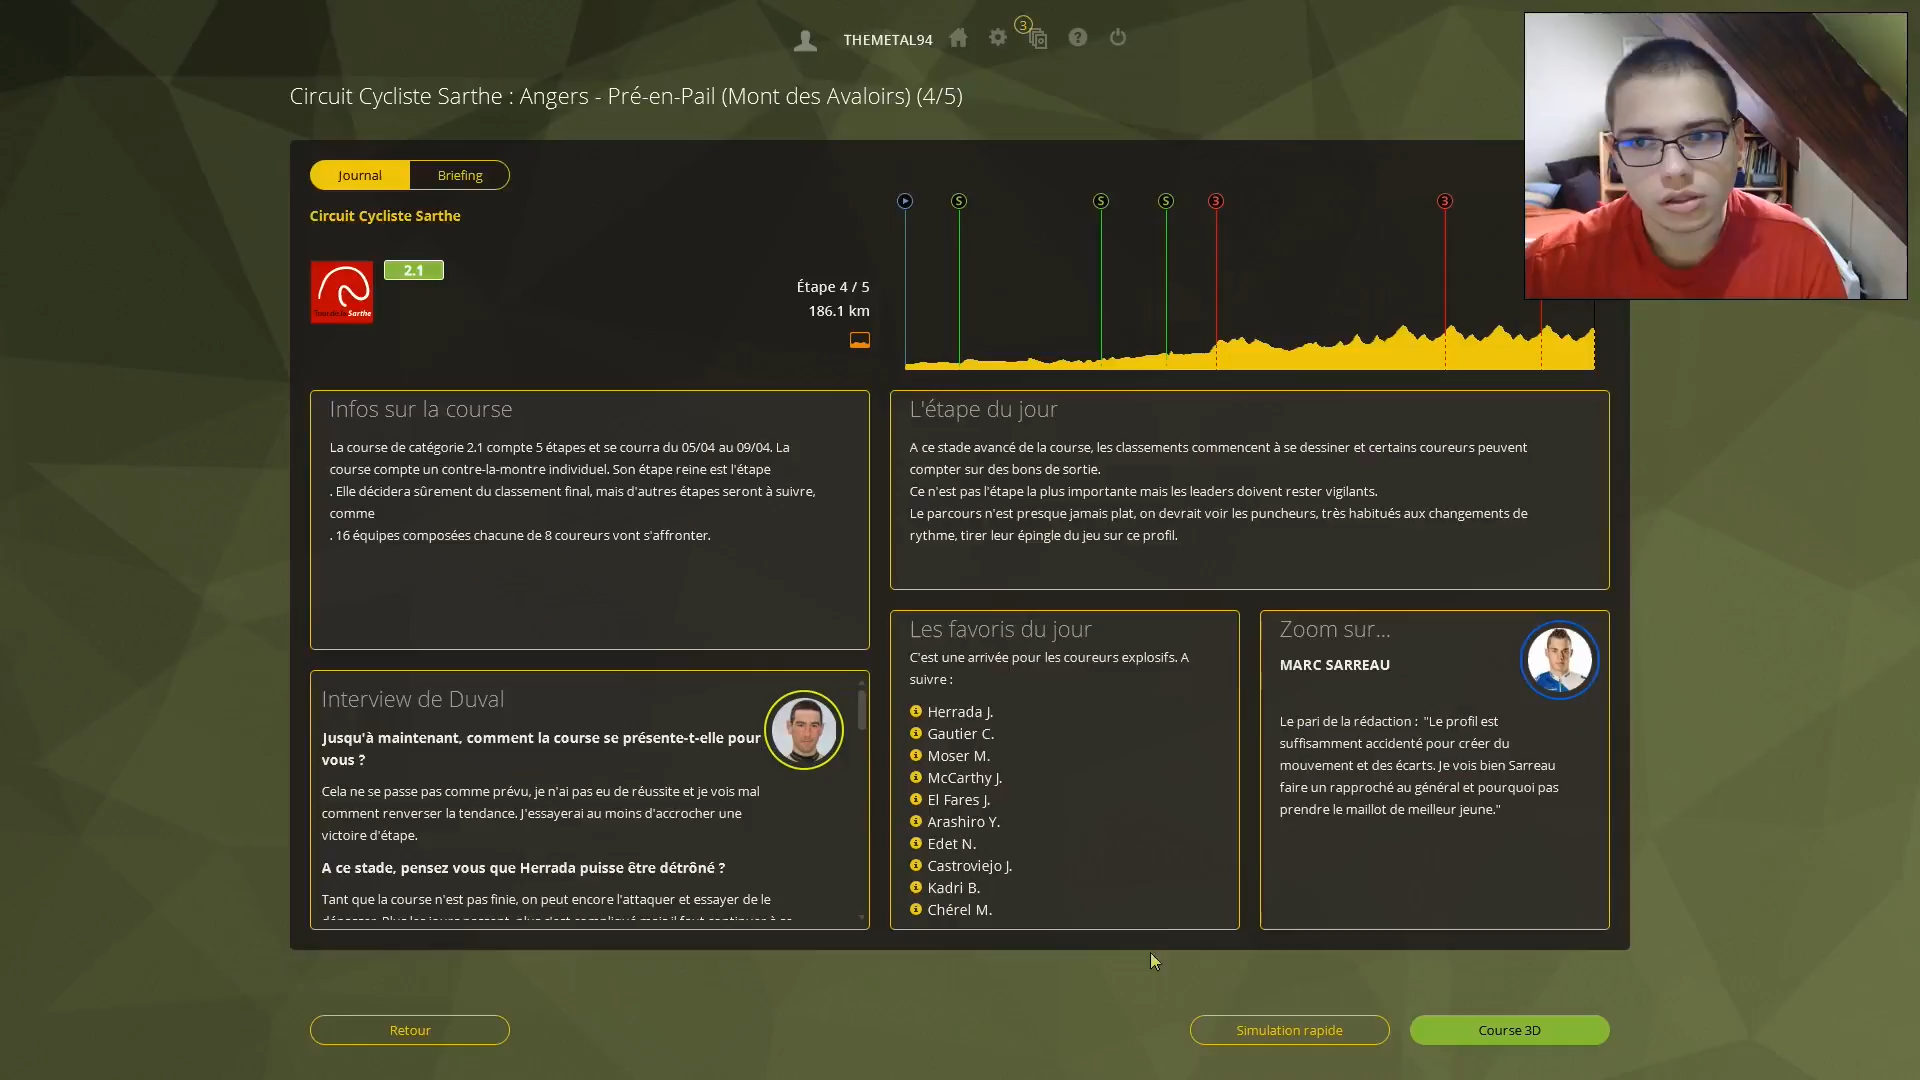 THEMETAL94
3
Circuit Cycliste Sarthe : Angers - Pré-en-Pail (Mont des Avaloirs) (4/5)
Journal
Briefing
Circuit Cycliste Sarthe
2.1
Tour de la Sarthe
Étape 4 / 5
186.1 km
S
S
S
3
3
Infos sur la course
La course de catégorie 2.1 compte 5 étapes et se courra du 05/04 au 09/04. La
course compte un contre-la-montre individuel. Son étape reine est l'étape
. Elle décidera sûrement du classement final, mais d'autres étapes seront à suivre,
comme
. 16 équipes composées chacune de 8 coureurs vont s'affronter.
L'étape du jour
A ce stade avancé de la course, les classements commencent à se dessiner et certains coureurs peuvent
compter sur des bons de sortie.
Ce n'est pas l'étape la plus importante mais les leaders doivent rester vigilants.
Le parcours n'est presque jamais plat, on devrait voir les puncheurs, très habitués aux changements de
rythme, tirer leur épingle du jeu sur ce profil.
Interview de Duval
Jusqu'à maintenant, comment la course se présente-t-elle pour
vous ?
Cela ne se passe pas comme prévu, je n'ai pas eu de réussite et je vois mal
comment renverser la tendance. J'essayerai au moins d'accrocher une
victoire d'étape.
A ce stade, pensez vous que Herrada puisse être détrôné ?
Tant que la course n'est pas finie, on peut encore l'attaquer et essayer de le
Les favoris du jour
C'est une arrivée pour les coureurs explosifs. A
suivre :
Herrada J.
Gautier C.
Moser M.
McCarthy J.
El Fares J.
Arashiro Y.
Edet N.
Castroviejo J.
Kadri B.
Chérel M.
Zoom sur...
MARC SARREAU
Le pari de la rédaction : "Le profil est
suffisamment accidenté pour créer du
mouvement et des écarts. Je vois bien Sarreau
faire un rapproché au général et pourquoi pas
prendre le maillot de meilleur jeune."
Retour
Simulation rapide
Course 3D